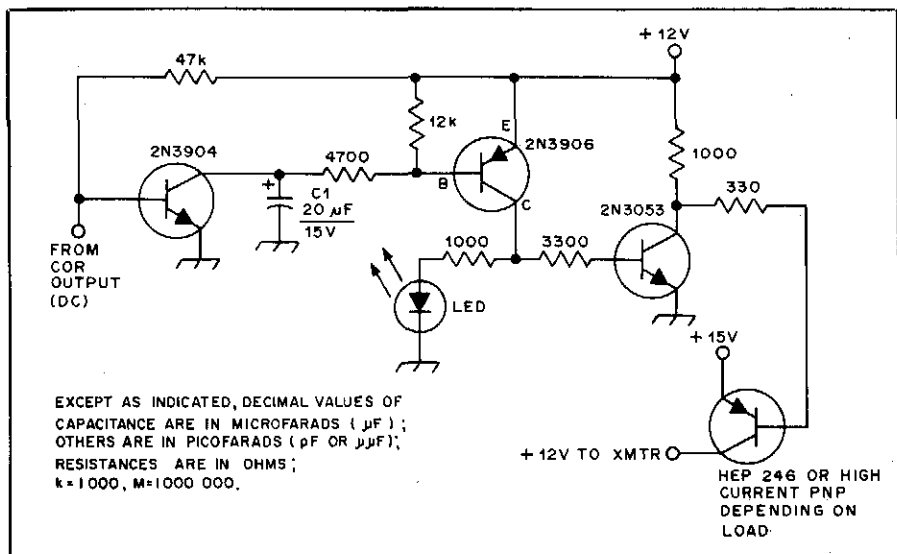 +12V
47k
12k
E
2N3906
2N3904
4700
B
1000
330
+
C1
20 µF
15V
C
2N3053
FROM
COR
OUTPUT
(DC)
1000
3300
LED
+15V
EXCEPT AS INDICATED, DECIMAL VALUES OF
CAPACITANCE ARE IN MICROFARADS (µF);
OTHERS ARE IN PICOFARADS (pF OR µµF);
RESISTANCES ARE IN OHMS;
k=1000, M=1000 000.
+12V TO XMTR
HEP 246 OR HIGH
CURRENT PNP
DEPENDING ON
LOAD